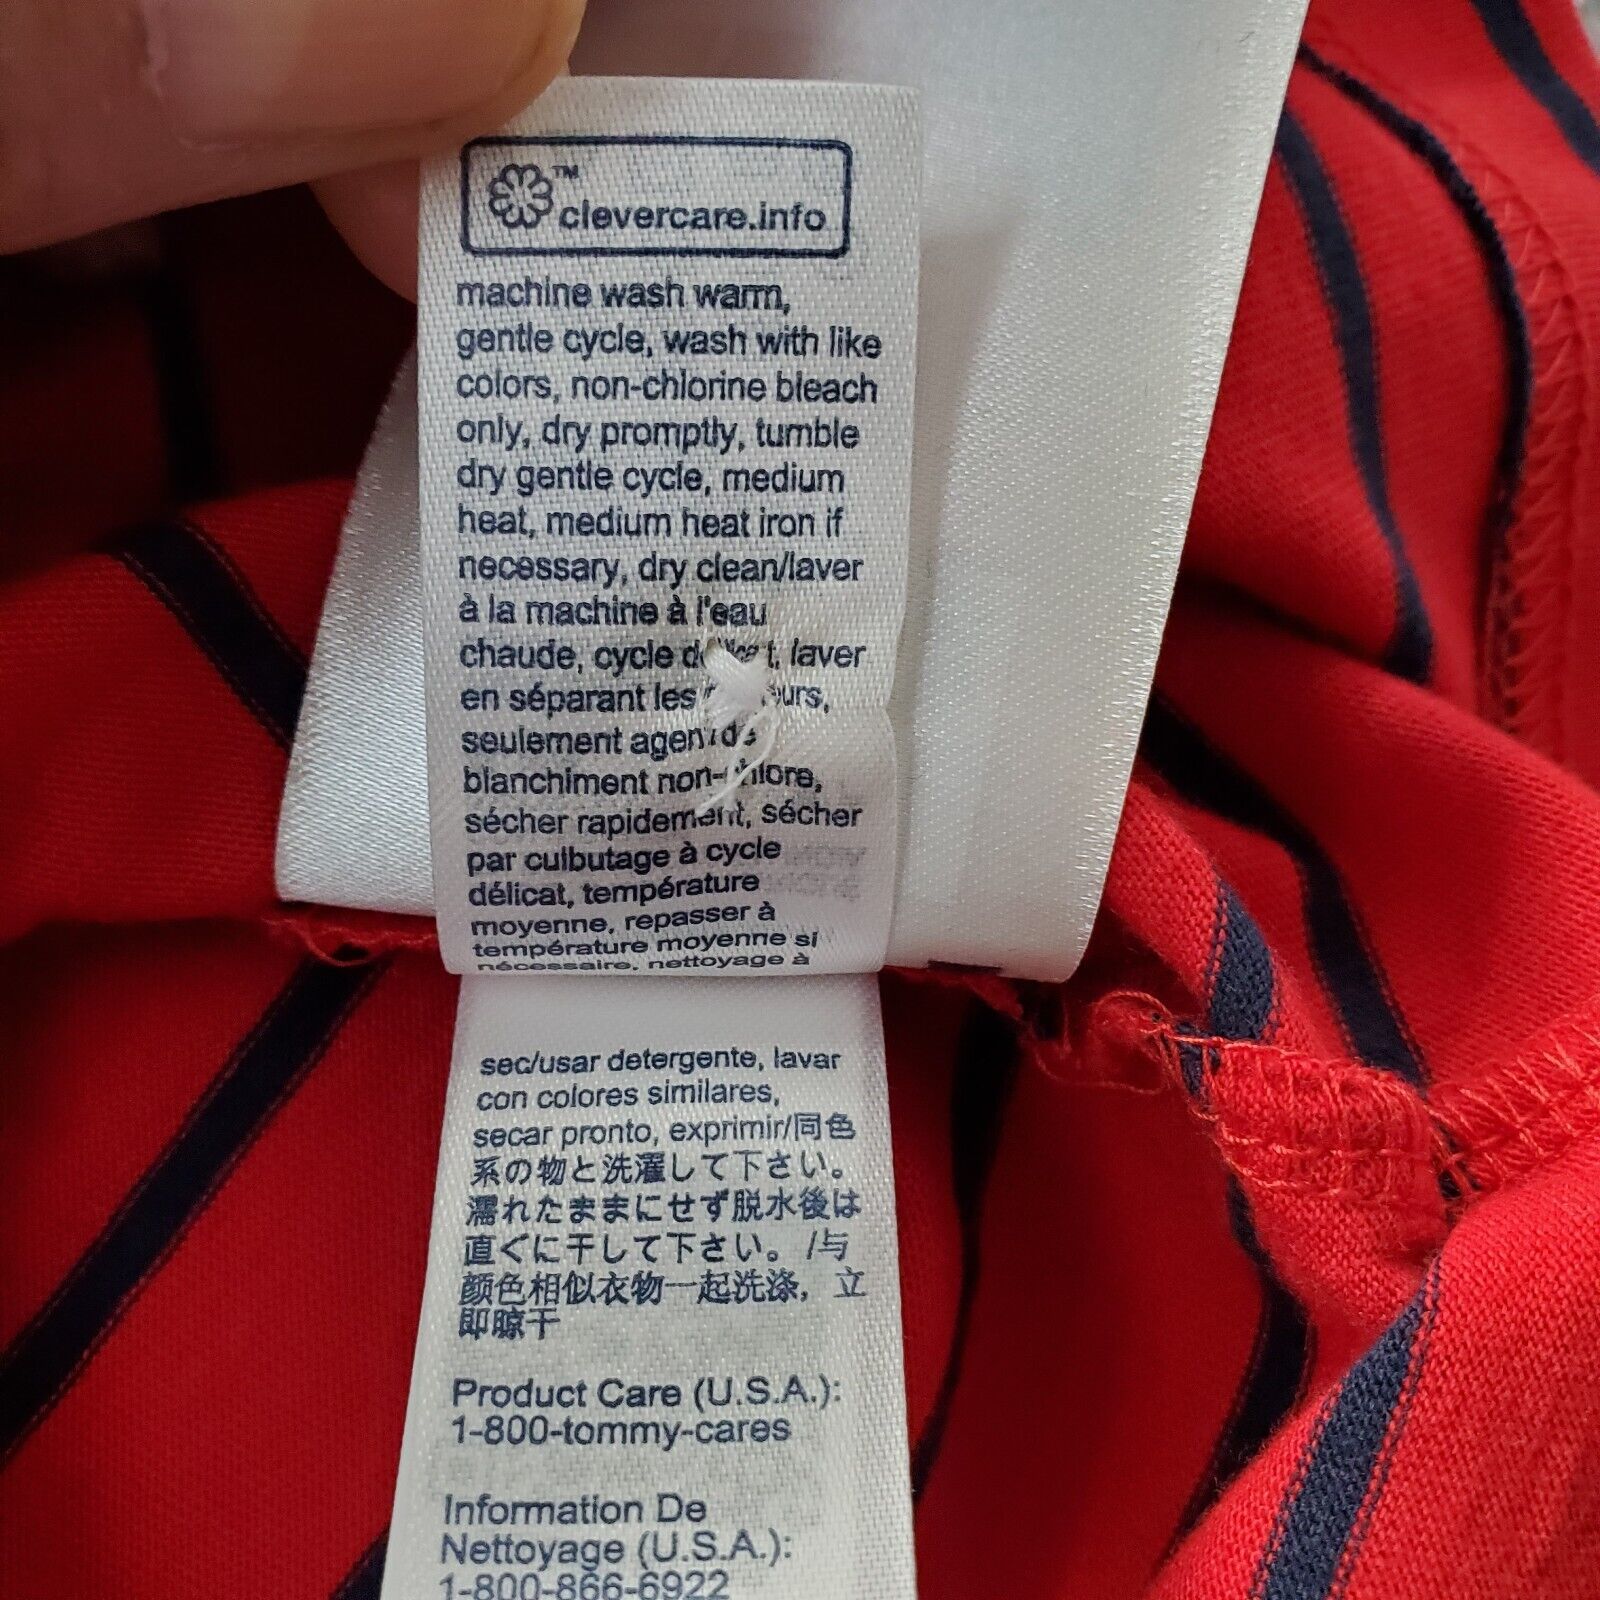 ™
clevercare.info
machine wash warm,
gentle cycle, wash with like
colors, non-chlorine bleach
only, dry promptly, tumble
dry gentle cycle, medium
heat, medium heat iron if
necessary, dry clean/laver
à la machine à l'eau
chaude, cycle délicat, laver
en séparant les
seulement agent de
blanchiment non-chlore,
sécher rapidement, sécher
par culbutage à cycle
délicat, température
moyenne, repasser à
température moyenne si
nécessaire, nettoyage à
sec/usar detergente, lavar
con colores similares,
secar pronto, exprimir/同色
系の物と洗濯して下さい。
濡れたままにせず脱水後は
直ぐに干して下さい。/与
颜色相似衣物一起洗涤，立
即晾干
Product Care (U.S.A.):
1-800-tommy-cares
Information De
Nettoyage (U.S.A.):
1-800-866-6922